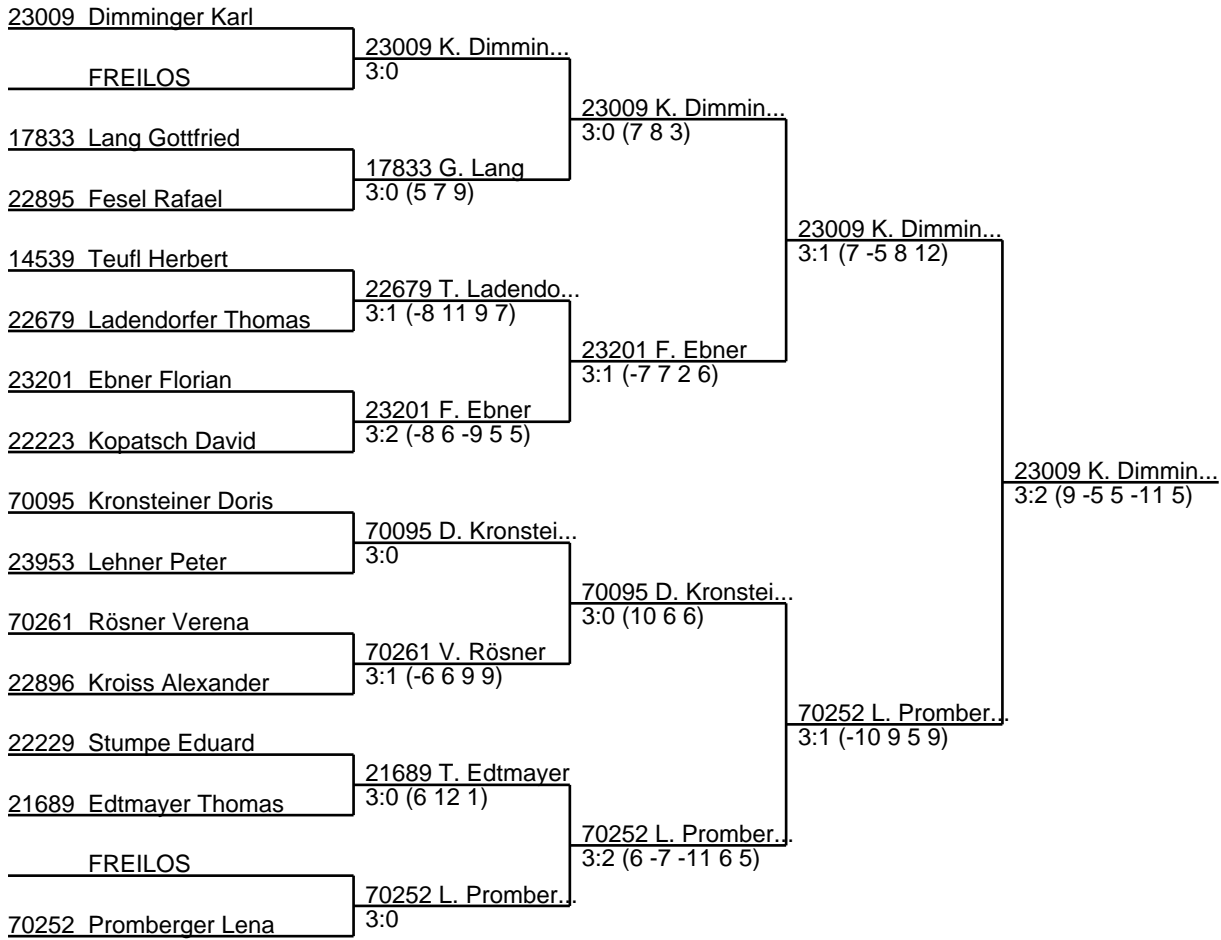 23009 Dimminger Karl
FREILOS
17833 Lang Gottfried
22895 Fesel Rafael
14539 Teufl Herbert
22679 Ladendorfer Thomas
23201 Ebner Florian
22223 Kopatsch David
70095 Kronsteiner Doris
23953 Lehner Peter
70261 Rösner Verena
22896 Kroiss Alexander
22229 Stumpe Eduard
21689 Edtmayer Thomas
FREILOS
70252 Promberger Lena
23009 K. Dimmin...
3:0
17833 G. Lang
3:0 (5 7 9)
22679 T. Ladendo...
3:1 (-8 11 9 7)
23201 F. Ebner
3:2 (-8 6 -9 5 5)
70095 D. Kronstei...
3:0
70261 V. Rösner
3:1 (-6 6 9 9)
21689 T. Edtmayer
3:0 (6 12 1)
70252 L. Promber...
3:0
23009 K. Dimmin...
3:0 (7 8 3)
23201 F. Ebner
3:1 (-7 7 2 6)
70095 D. Kronstei...
3:0 (10 6 6)
70252 L. Promber...
3:2 (6 -7 -11 6 5)
23009 K. Dimmin...
3:1 (7 -5 8 12)
70252 L. Promber...
3:1 (-10 9 5 9)
23009 K. Dimmin...
3:2 (9 -5 5 -11 5)